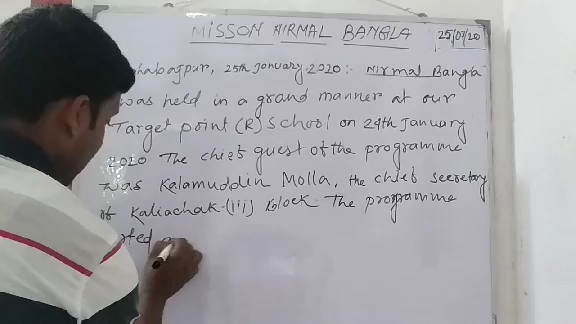 MISSON NIRMAL BANGLA
25/01/20
25th January 2020:- Nirmal Bangla
was held in a grand manner at our
Target point (R) School on 24th January
2020 The chief guest of the programme
was Kalamuddin Molla, the chief secretary
of Kaliachak-(iii) block. The programme